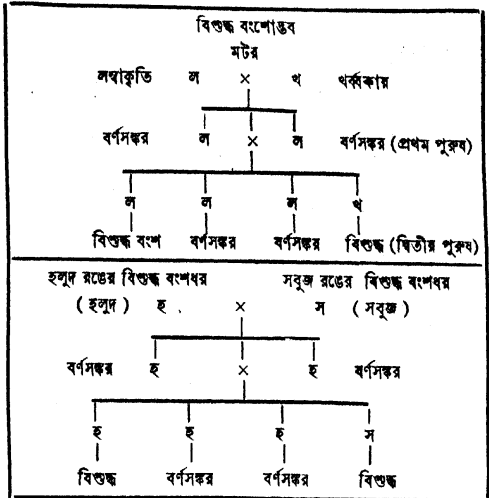 বিশুদ্ধ বংশোদ্ভব
মটর
লম্বাকৃতি ল × খ খর্ব্বকায়
বর্ণসঙ্কর ল × ল বর্ণসঙ্কর (প্রথম পুরুষ)
ল ল ল খ
বিশুদ্ধ বংশ বর্ণসঙ্কর বর্ণসঙ্কর বিশুদ্ধ (দ্বিতীয় পুরুষ)
হলুদ রঙের বিশুদ্ধ বংশধর সবুজ রঙের বিশুদ্ধ বংশধর
(হলুদ) হ × স (সবুজ)
বর্ণসঙ্কর হ × হ বর্ণসঙ্কর
হ হ হ স
বিশুদ্ধ বর্ণসঙ্কর বর্ণসঙ্কর বিশুদ্ধ